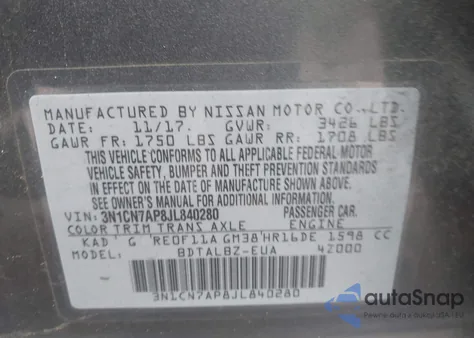 MANUFACTURED BY NISSAN MOTOR CO., LTD.
DATE: 11/17. GVWR: 3426 LBS
GAWR FR: 1750 LBS GAWR RR: 1708 LBS
THIS VEHICLE CONFORMS TO ALL APPLICABLE FEDERAL MOTOR
VEHICLE SAFETY, BUMPER AND THEFT PREVENTION STANDARDS
IN EFFECT ON THE DATE OF MANUFACTURE SHOWN ABOVE.
SEE OWNER'S MANUAL FOR ADDITIONAL INFORMATION.
VIN: 3N1CN7AP8JL840280 PASSENGER CAR.
COLOR TRIM TRANS AXLE ENGINE
KAD G RE0F11A GM38 HR16DE 1598 CC
BDTALBZ-EUA 4Z000
3N1CN7AP8JL840280
autoSnap